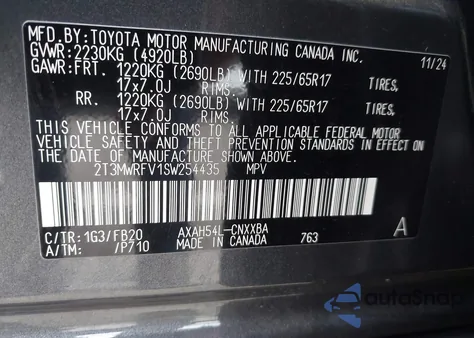 MFD.BY: TOYOTA MOTOR MANUFACTURING CANADA INC.
GVWR: 2230KG (4920LB) 11/24
GAWR: FRT. 1220KG (2690LB) WITH 225/65R17 TIRES,
17x7.0J RIMS,
RR. 1220KG (2690LB) WITH 225/65R17 TIRES,
17x7.0J RIMS,
THIS VEHICLE CONFORMS TO ALL APPLICABLE FEDERAL MOTOR
VEHICLE SAFETY AND THEFT PREVENTION STANDARDS IN EFFECT ON
THE DATE OF MANUFACTURE SHOWN ABOVE.
2T3MWRFV1SW254435 MPV
C/TR: 1G3/FB20 AXAH54L-CNXXBA A
A/TM: /P710 MADE IN CANADA 763
autoSnap